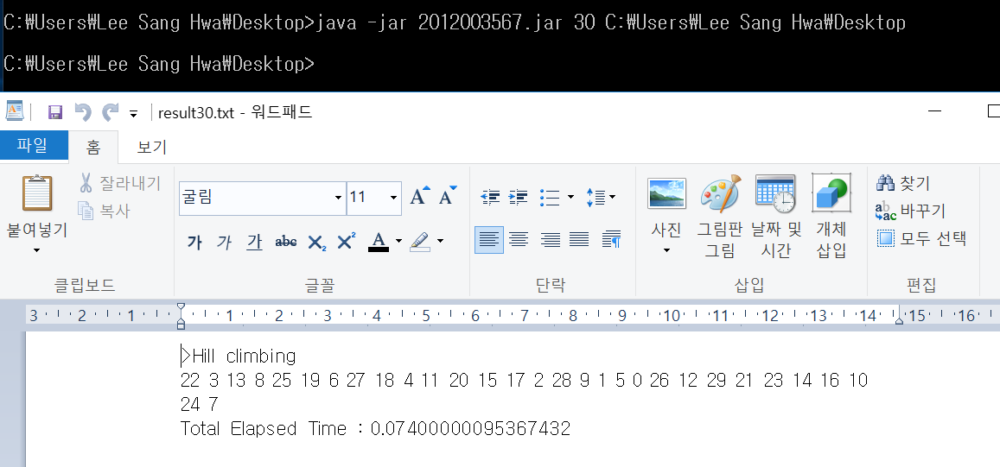 C:₩Users₩Lee Sang Hwa₩Desktop>java -jar 2012003567.jar 30 C:₩Users₩Lee Sang Hwa₩Desktop
C:₩Users₩Lee Sang Hwa₩Desktop>
result30.txt - 워드패드
파일 홈 보기
잘라내기
복사
붙여넣기
클립보드
굴림 11 A A
가 가 가 abc X₂ X² A
글꼴
단락
사진 그림판 그림 날짜 및 시간 개체 삽입
삽입
찾기
바꾸기
모두 선택
편집
3 2 1 1 2 3 4 5 6 7 8 9 10 11 12 13 14 15 16
>Hill climbing
22 3 13 8 25 19 6 27 18 4 11 20 15 17 2 28 9 1 5 0 26 12 29 21 23 14 16 10
24 7
Total Elapsed Time : 0.07400000095367432